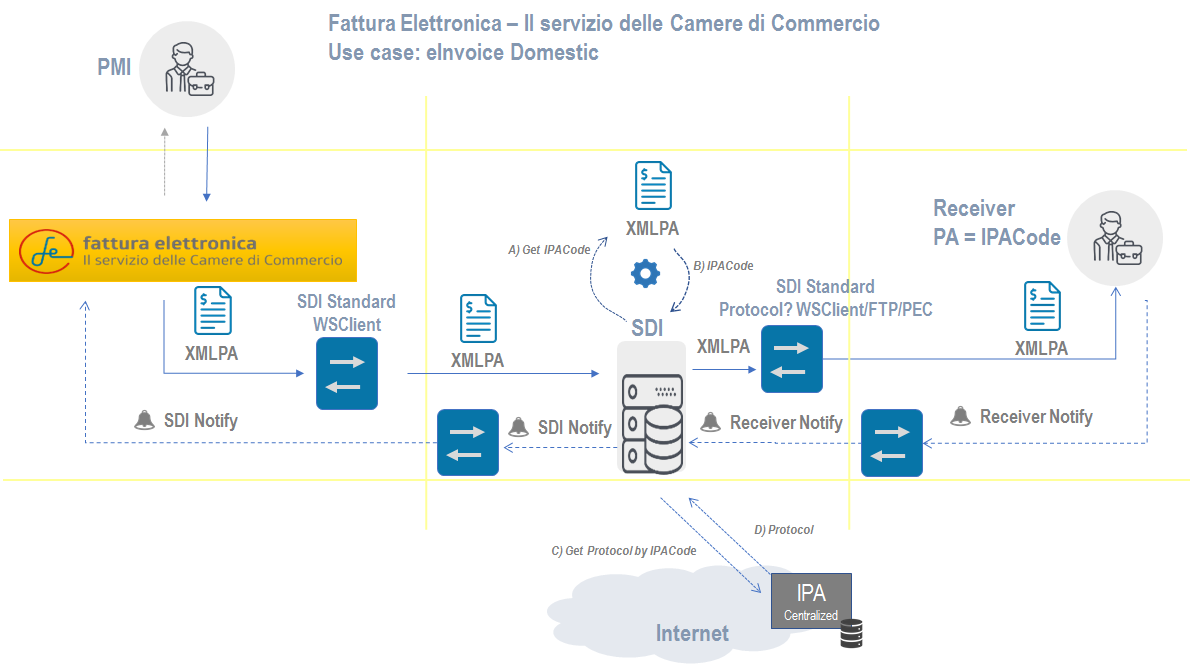 Fattura Elettronica – Il servizio delle Camere di Commercio
Use case: eInvoice Domestic
PMI
fattura elettronica
Il servizio delle Camere di Commercio
fe
XMLPA
SDI Standard
WSClient
XMLPA
A) Get IPACode
XMLPA
B) IPACode
SDI
XMLPA
SDI Standard
Protocol? WSClient/FTP/PEC
Receiver
PA = IPACode
XMLPA
SDI Notify
SDI Notify
Receiver Notify
Receiver Notify
C) Get Protocol by IPACode
D) Protocol
IPA
Centralized
Internet